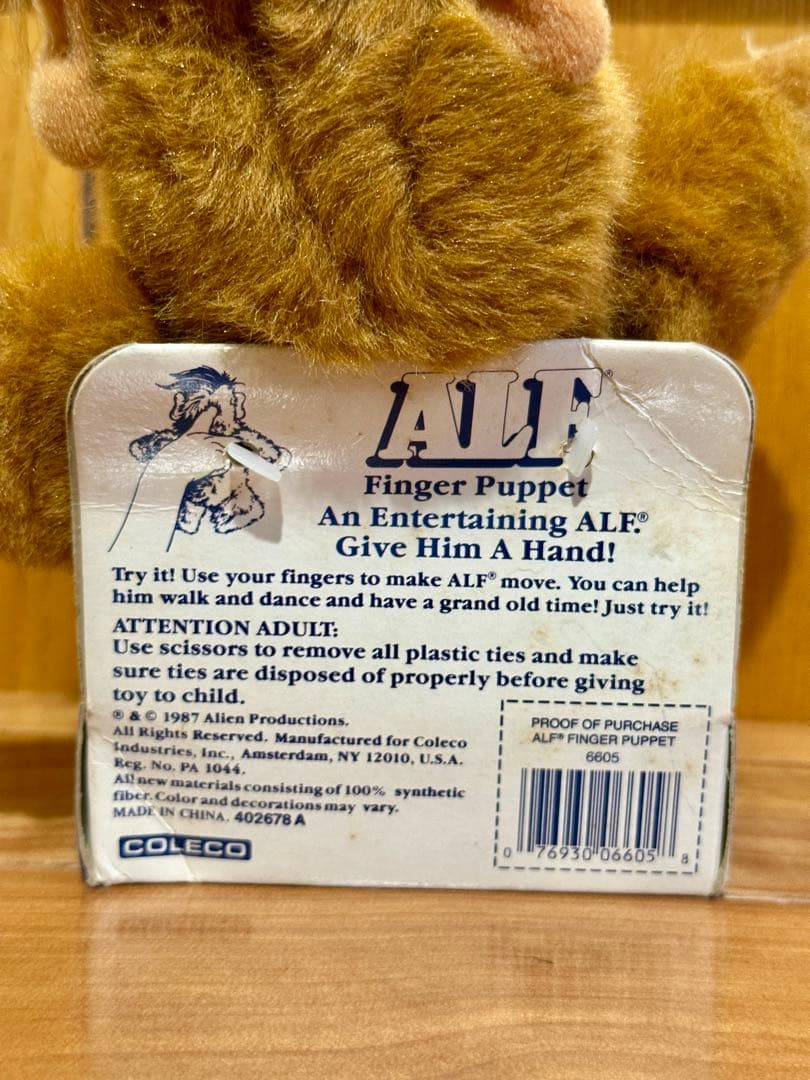 ALF®
Finger Puppet
An Entertaining ALF.®
Give Him A Hand!
Try it! Use your fingers to make ALF® move. You can help
him walk and dance and have a grand old time! Just try it!
ATTENTION ADULT:
Use scissors to remove all plastic ties and make
sure ties are disposed of properly before giving
toy to child.
® & © 1987 Alien Productions.
All Rights Reserved. Manufactured for Coleco
Industries, Inc., Amsterdam, NY 12010, U.S.A.
Reg. No. PA 1044.
All new materials consisting of 100% synthetic
fiber. Color and decorations may vary.
MADE IN CHINA. 402678 A
COLECO
PROOF OF PURCHASE
ALF® FINGER PUPPET
6605
0 76930 06605 8